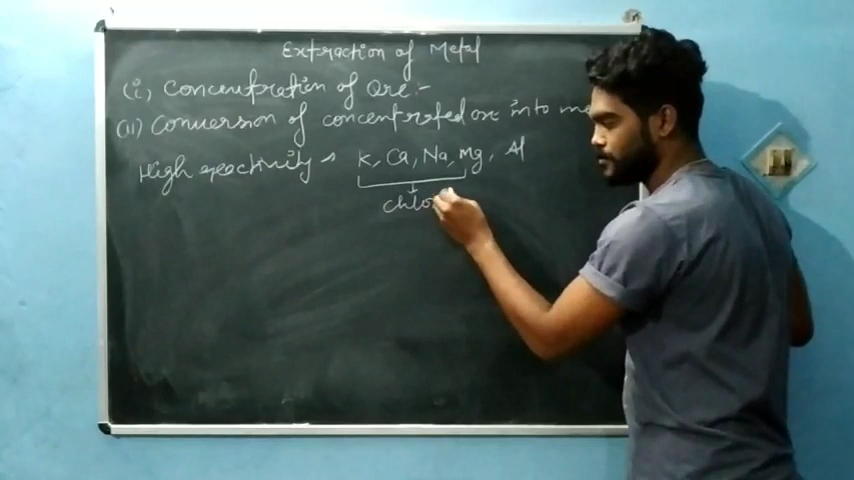 Extraction of Metal
(i) Concentration of Ore:-
(ii) Conversion of concentrated ore into me
High reactivity → K, Ca, Na, Mg, Al
chlo